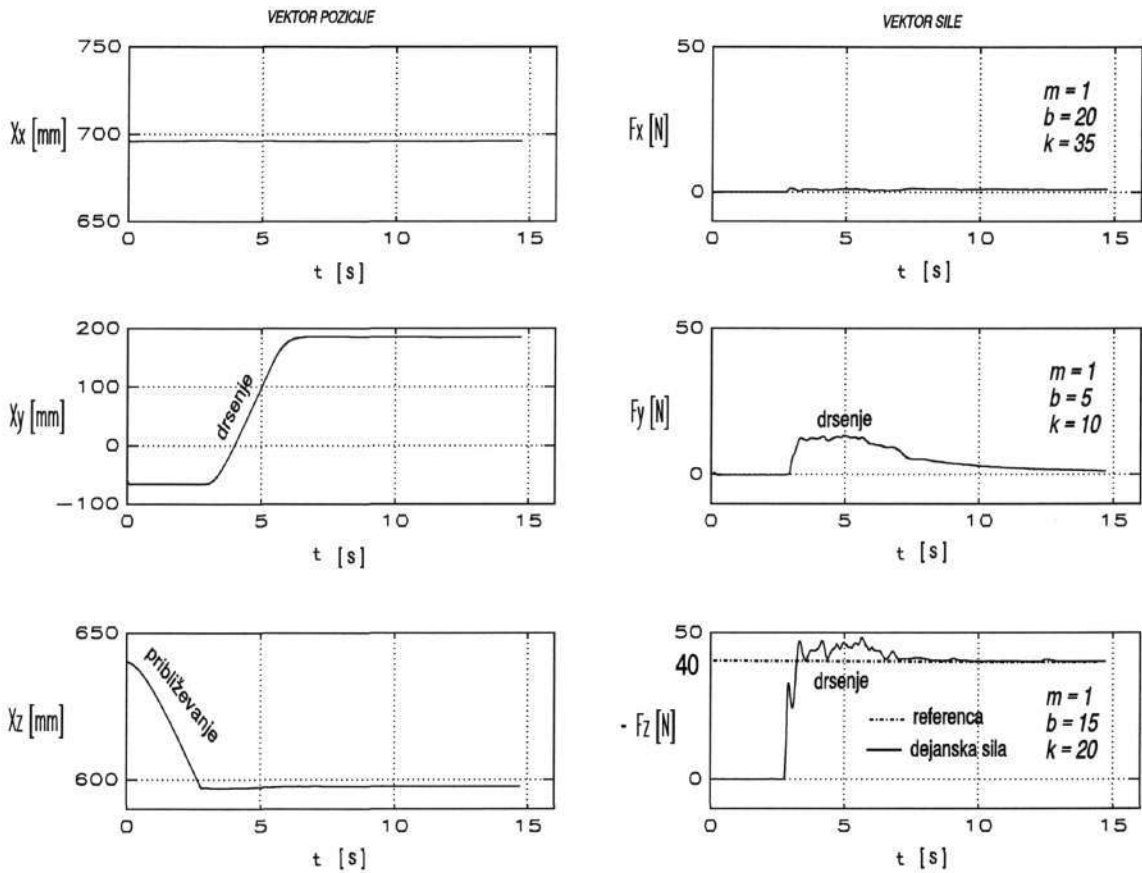 VEKTOR POZICIJE
750
700
650
Xx [mm]
0 5 10 15
t [s]
VEKTOR SILE
50
0
Fx [N]
m = 1
b = 20
k = 35
0 5 10 15
t [s]
200
100
0
−100
Xy [mm]
drsenje
0 5 10 15
t [s]
50
0
Fy [N]
drsenje
m = 1
b = 5
k = 10
0 5 10 15
t [s]
650
600
Xz [mm]
približevanje
0 5 10 15
t [s]
50
40
0
- Fz [N]
drsenje
referenca
dejanska sila
m = 1
b = 15
k = 20
0 5 10 15
t [s]